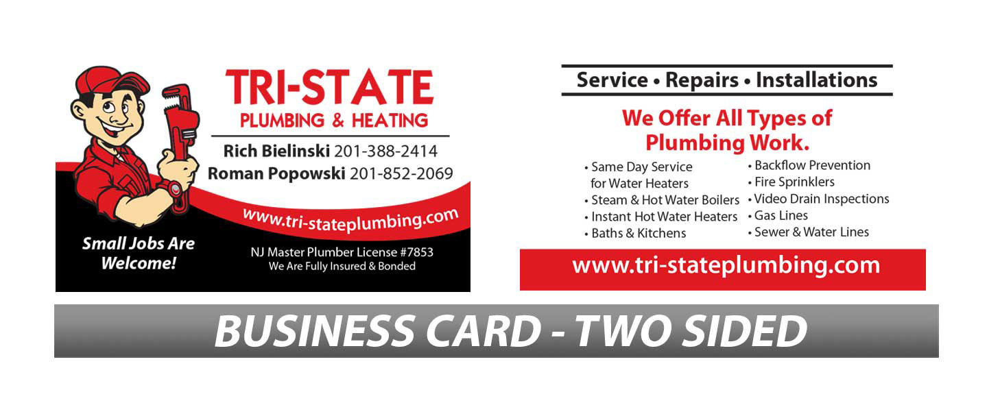 TRI-STATE
PLUMBING & HEATING
Rich Bielinski 201-388-2414
Roman Popowski 201-852-2069
www.tri-stateplumbing.com
Small Jobs Are
Welcome!
NJ Master Plumber License #7853
We Are Fully Insured & Bonded
Service • Repairs • Installations
We Offer All Types of
Plumbing Work.
• Same Day Service
for Water Heaters
• Steam & Hot Water Boilers
• Instant Hot Water Heaters
• Baths & Kitchens
• Backflow Prevention
• Fire Sprinklers
• Video Drain Inspections
• Gas Lines
• Sewer & Water Lines
www.tri-stateplumbing.com
BUSINESS CARD - TWO SIDED